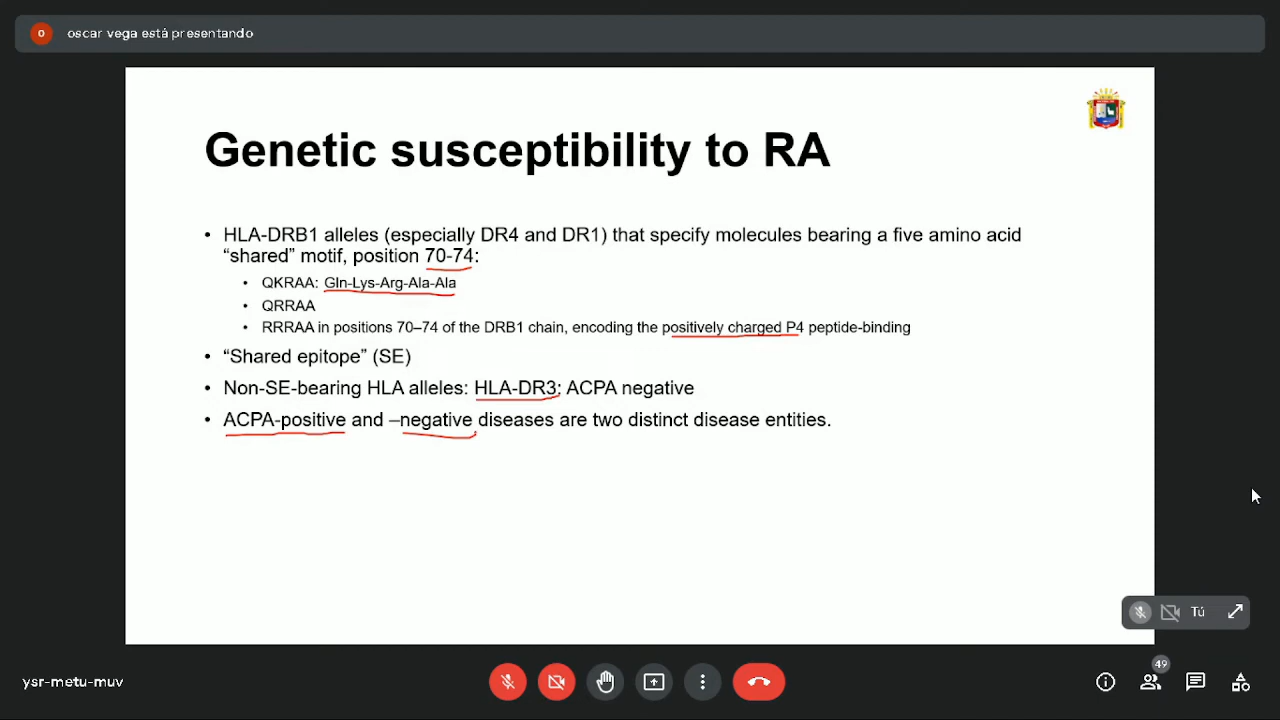 O
oscar vega está presentando
Genetic susceptibility to RA
• HLA-DRB1 alleles (especially DR4 and DR1) that specify molecules bearing a five amino acid
“shared” motif, position 70-74:
• QKRAA: Gln-Lys-Arg-Ala-Ala
• QRRAA
• RRRAA in positions 70–74 of the DRB1 chain, encoding the positively charged P4 peptide-binding
• “Shared epitope” (SE)
• Non-SE-bearing HLA alleles: HLA-DR3; ACPA negative
• ACPA-positive and –negative diseases are two distinct disease entities.
Tú
ysr-metu-muv
49